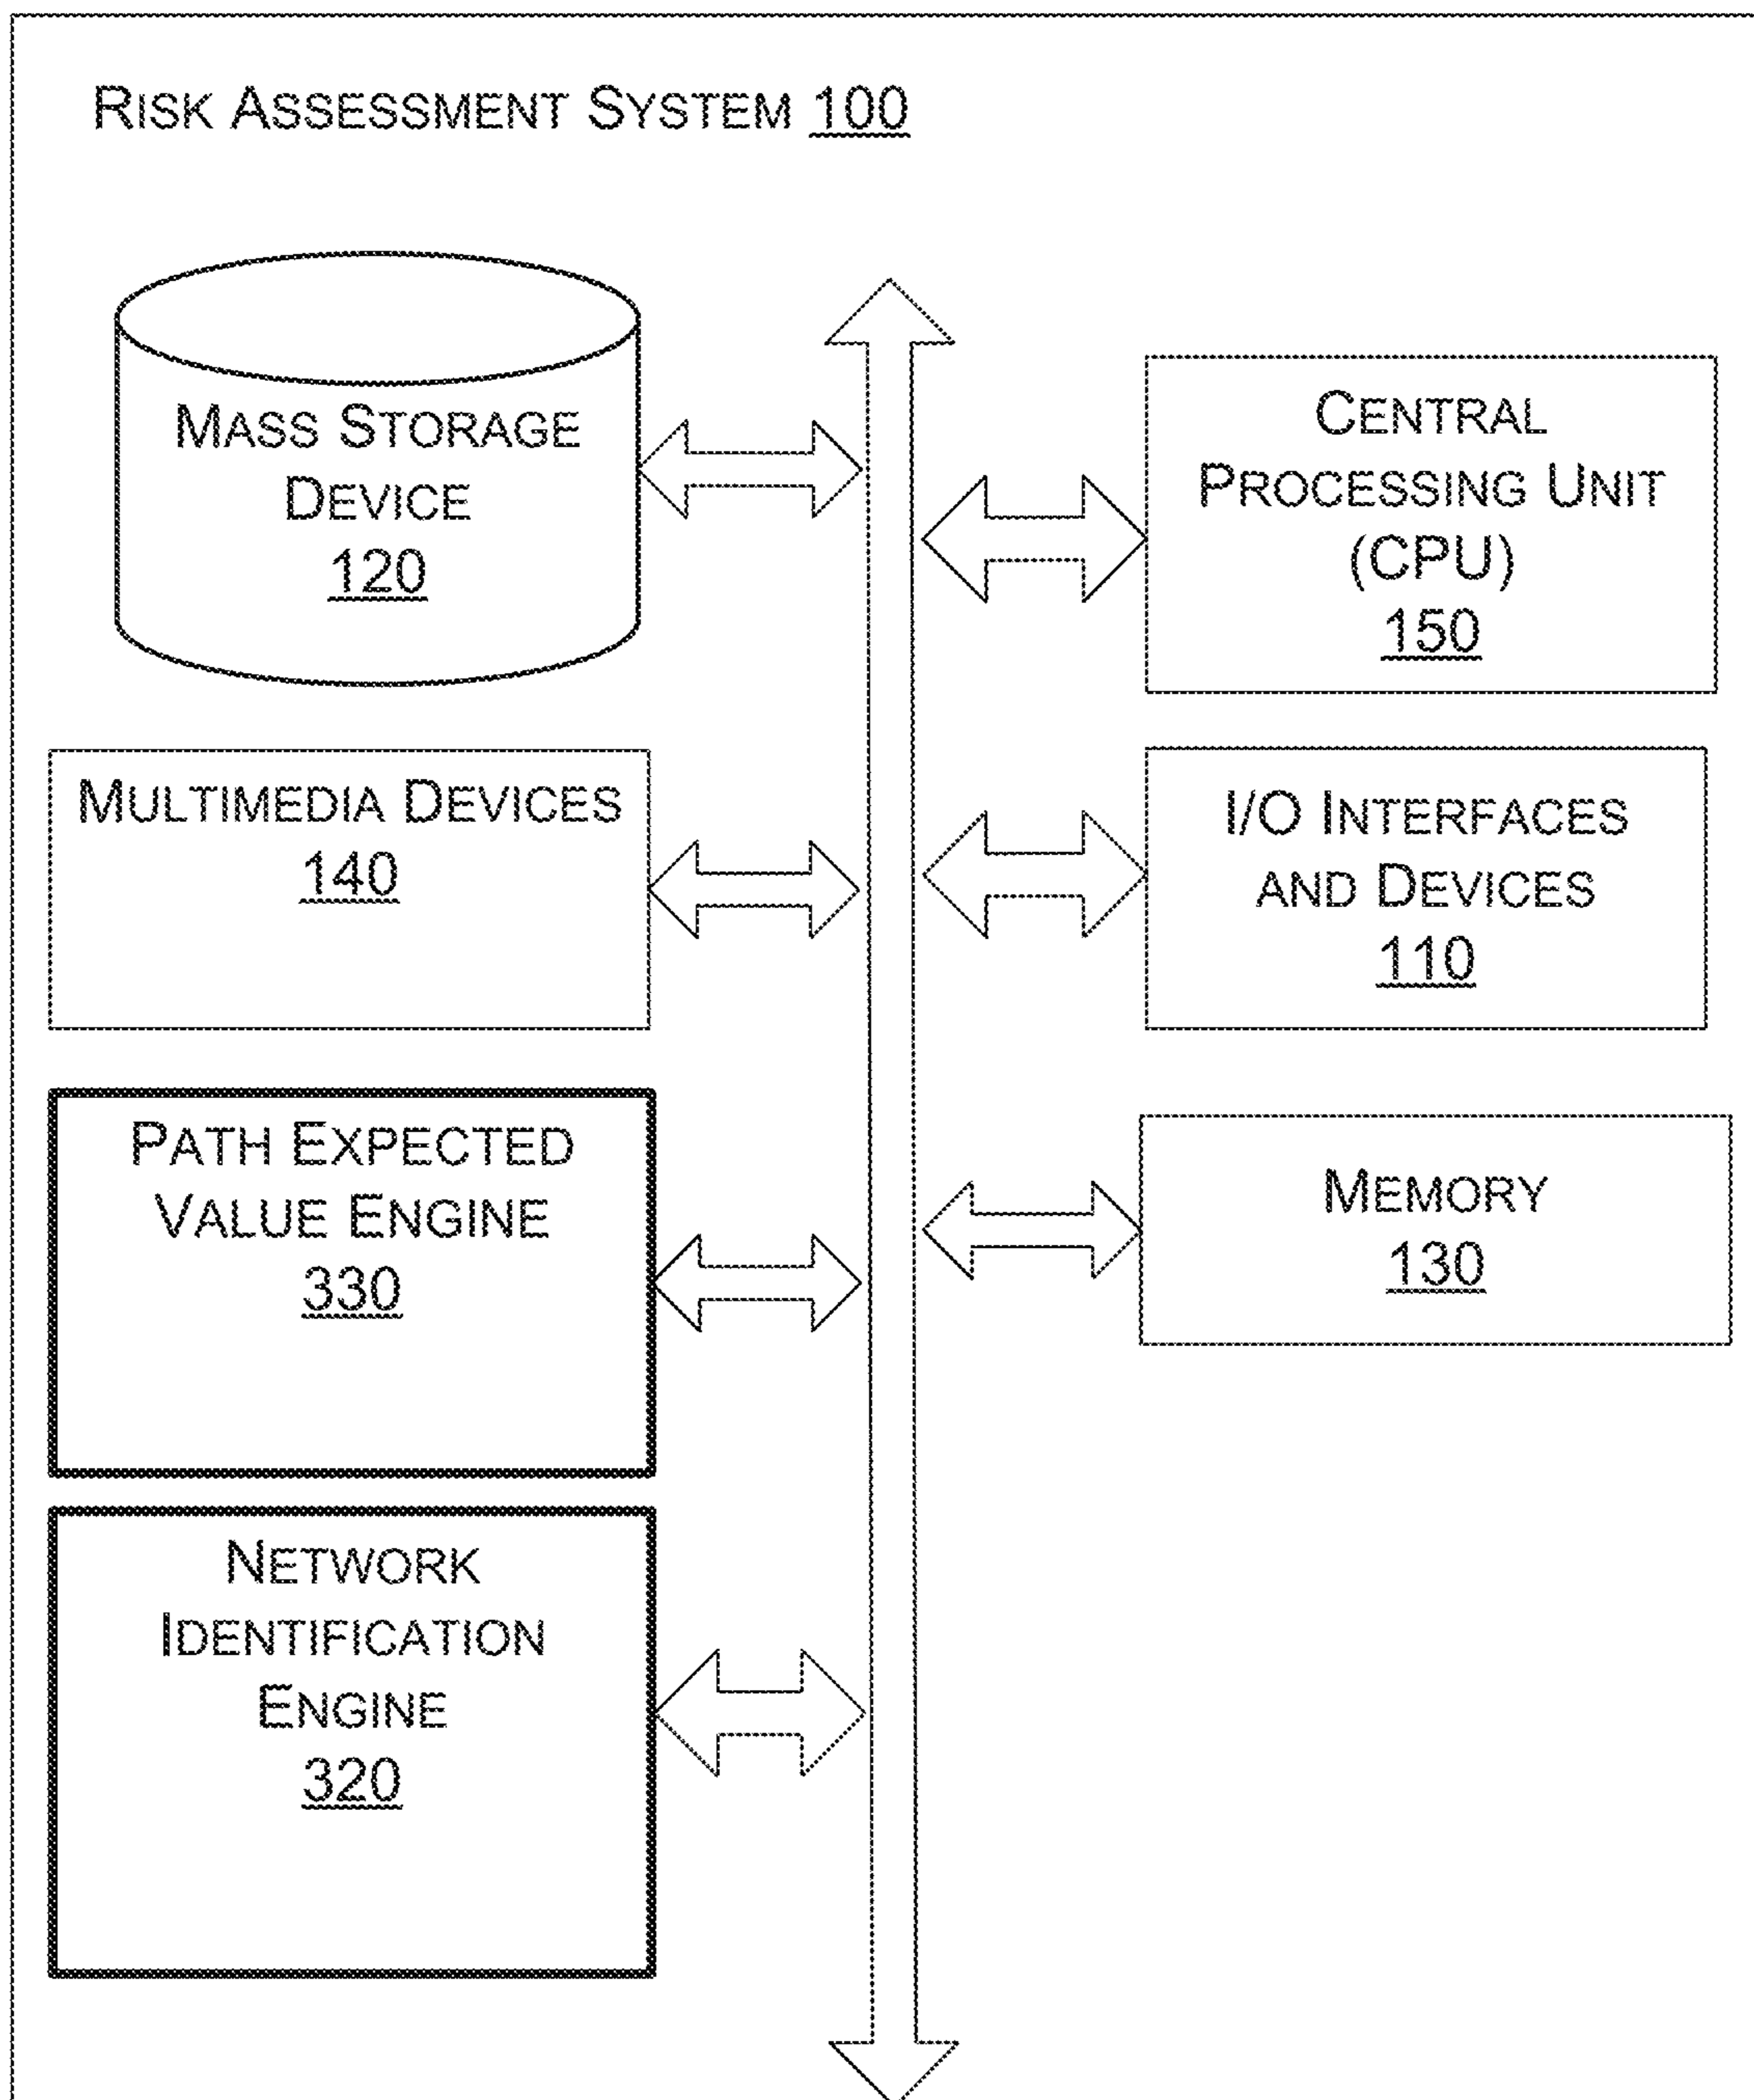 RISK ASSESSMENT SYSTEM 100
MASS STORAGE
DEVICE
120
CENTRAL
PROCESSING UNIT
(CPU)
150
MULTIMEDIA DEVICES
140
I/O INTERFACES
AND DEVICES
110
PATH EXPECTED
VALUE ENGINE
330
MEMORY
130
NETWORK
IDENTIFICATION
ENGINE
320